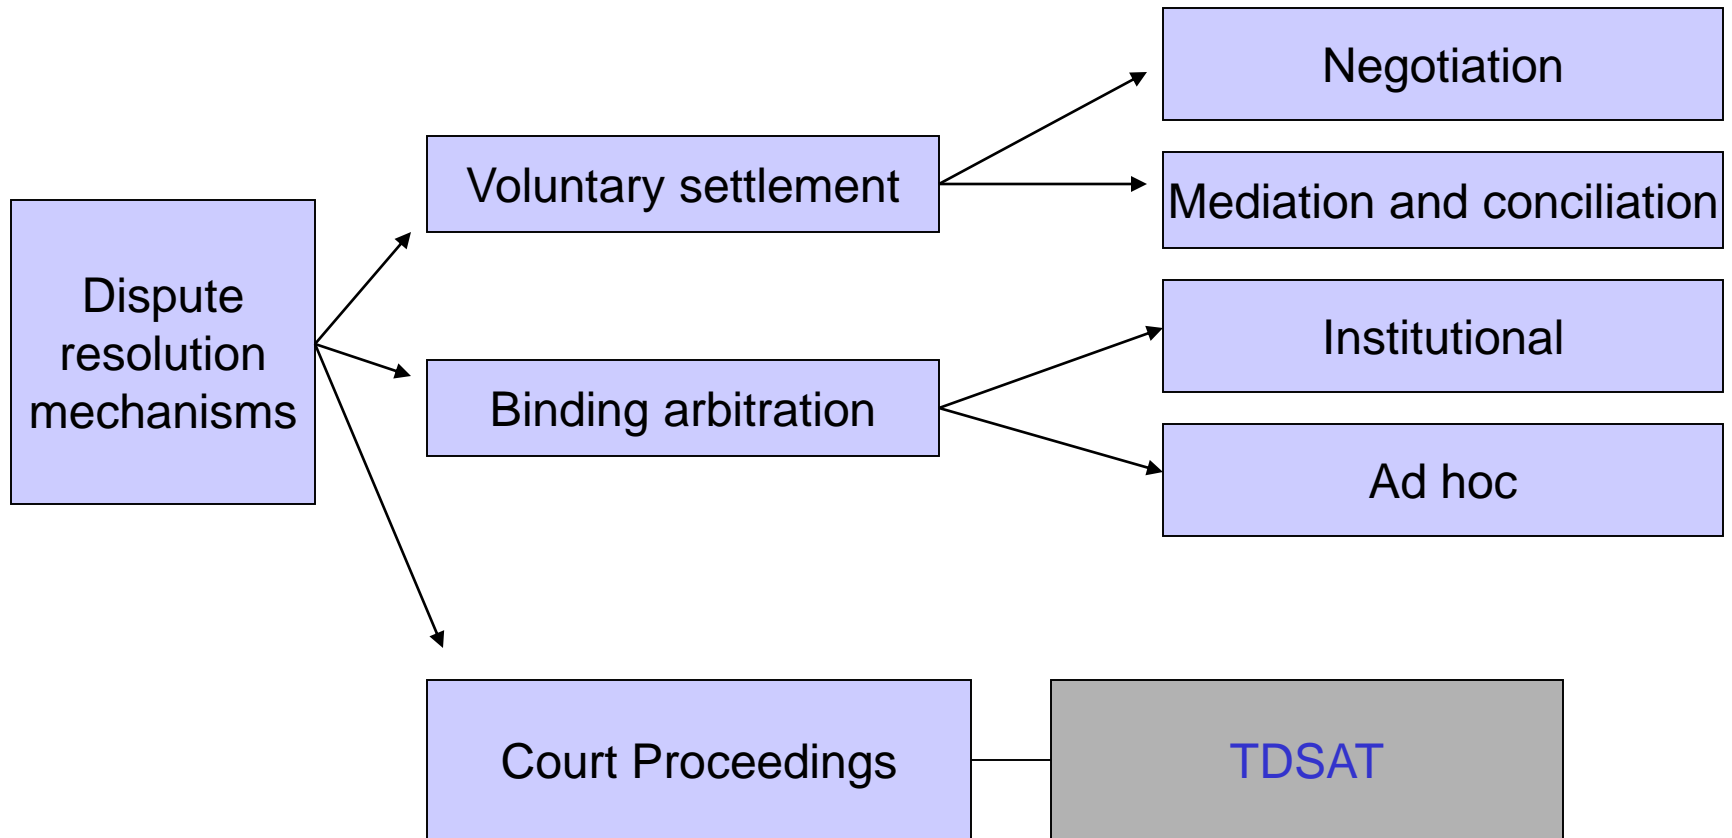 Dispute
resolution
mechanisms
Voluntary settlement
Negotiation
Mediation and conciliation
Binding arbitration
Institutional
Ad hoc
Court Proceedings
TDSAT